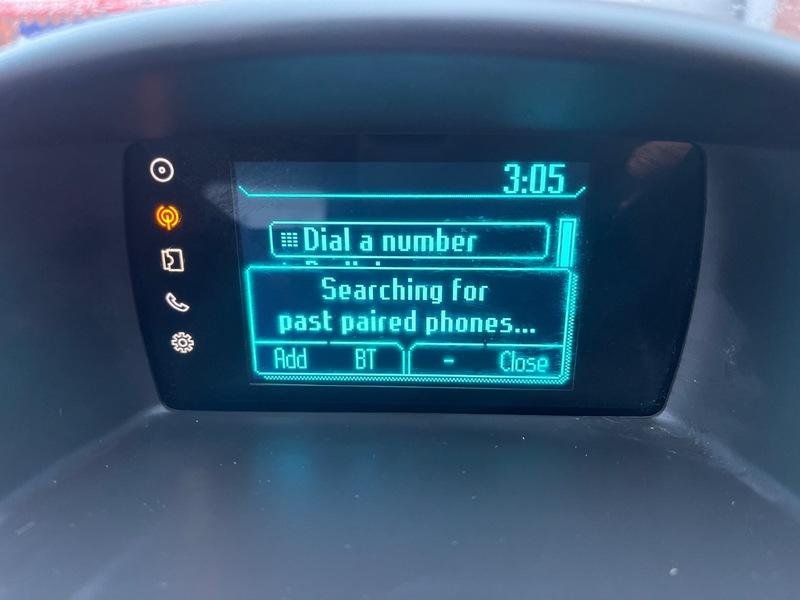 3:05
Dial a number
Searching for
past paired phones...
Add BT - Close